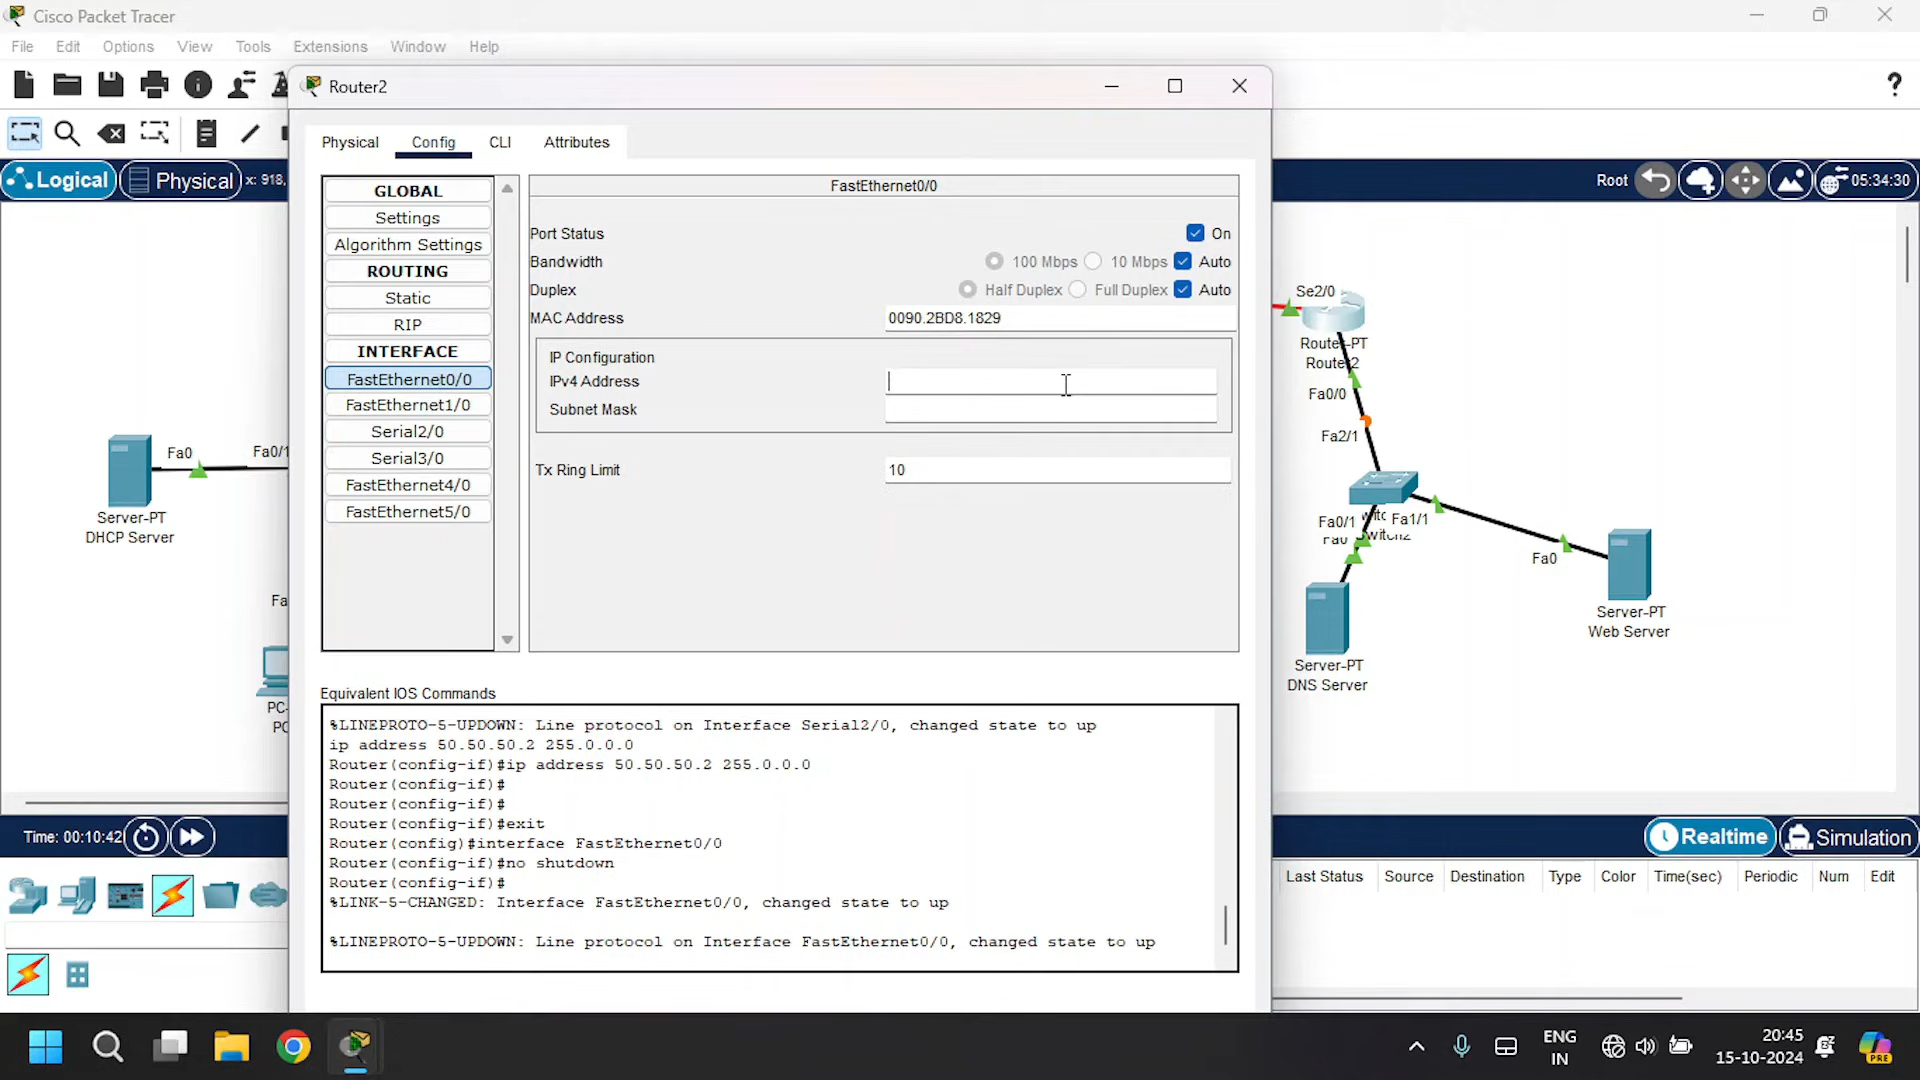 Cisco Packet Tracer
File Edit Options View Tools Extensions Window Help
Router2
Physical Config CLI Attributes
Logical Physical x: 918,
Root 05:34:30
GLOBAL
Settings
Algorithm Settings
ROUTING
Static
RIP
INTERFACE
FastEthernet0/0
FastEthernet1/0
Serial2/0
Serial3/0
FastEthernet4/0
FastEthernet5/0
FastEthernet0/0
Port Status On
Bandwidth 100 Mbps 10 Mbps Auto
Duplex Half Duplex Full Duplex Auto
MAC Address 0090.2BD8.1829
IP Configuration
IPv4 Address
Subnet Mask
Tx Ring Limit 10
Equivalent IOS Commands
%LINEPROTO-5-UPDOWN: Line protocol on Interface Serial2/0, changed state to up
ip address 50.50.50.2 255.0.0.0
Router(config-if)#ip address 50.50.50.2 255.0.0.0
Router(config-if)#
Router(config-if)#
Router(config-if)#exit
Router(config)#interface FastEthernet0/0
Router(config-if)#no shutdown
Router(config-if)#
%LINK-5-CHANGED: Interface FastEthernet0/0, changed state to up
%LINEPROTO-5-UPDOWN: Line protocol on Interface FastEthernet0/0, changed state to up
Fa0 Fa0/1
Server-PT
DHCP Server
Fa
PC-
PC
Se2/0
Router-PT
Router2
Fa0/0
Fa2/1
Fa0/1 Fa1/1
Fa0 Switch2
Fa0
Server-PT
Web Server
Server-PT
DNS Server
Time: 00:10:42
Realtime Simulation
Last Status Source Destination Type Color Time(sec) Periodic Num Edit
ENG
IN
20:45
15-10-2024
PRE